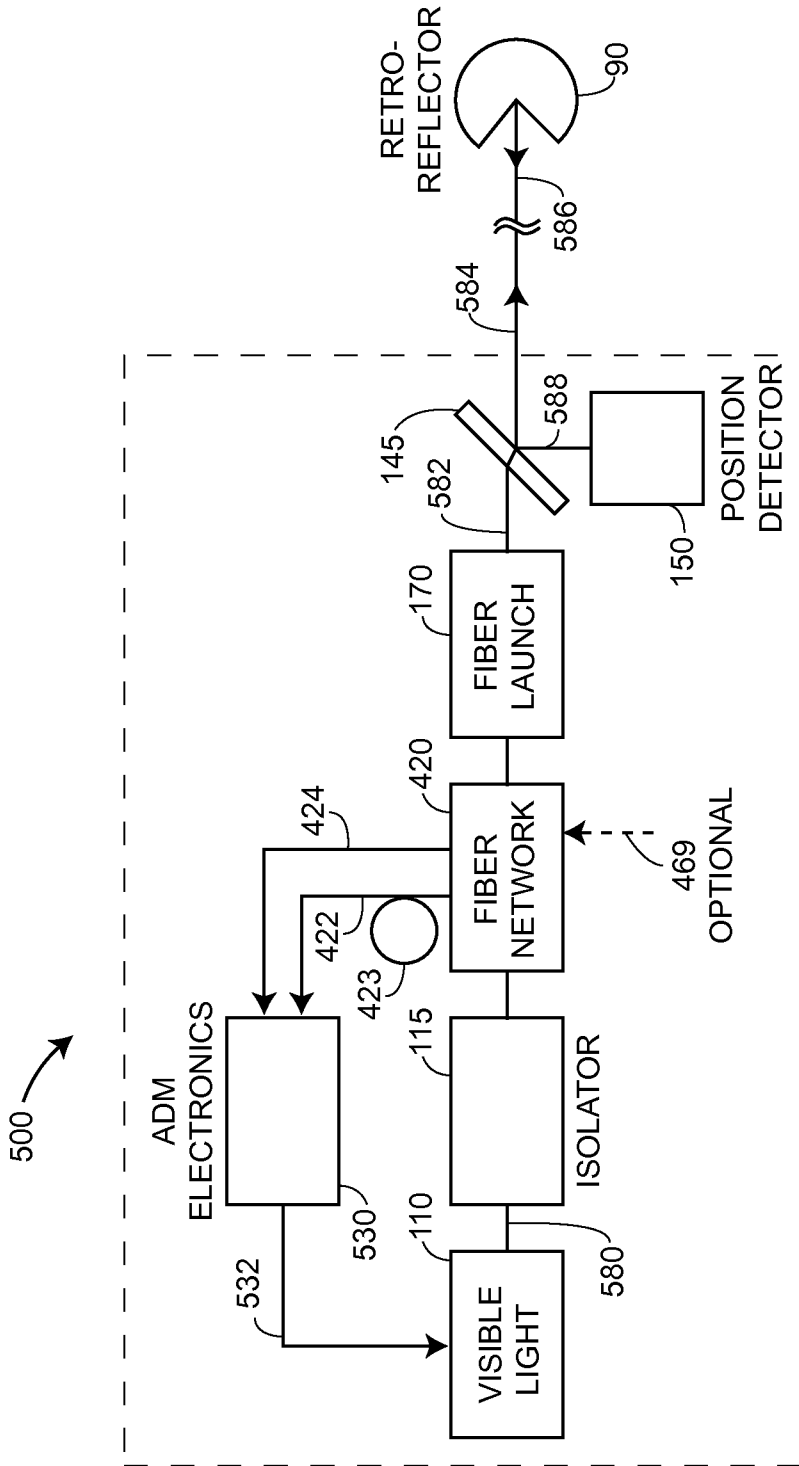 500
ADM
ELECTRONICS
532
530
424
422
423
VISIBLE
LIGHT
110
580
115
ISOLATOR
FIBER
NETWORK
420
469
OPTIONAL
FIBER
LAUNCH
170
582
145
588
150
POSITION
DETECTOR
584
586
RETRO-
REFLECTOR
90